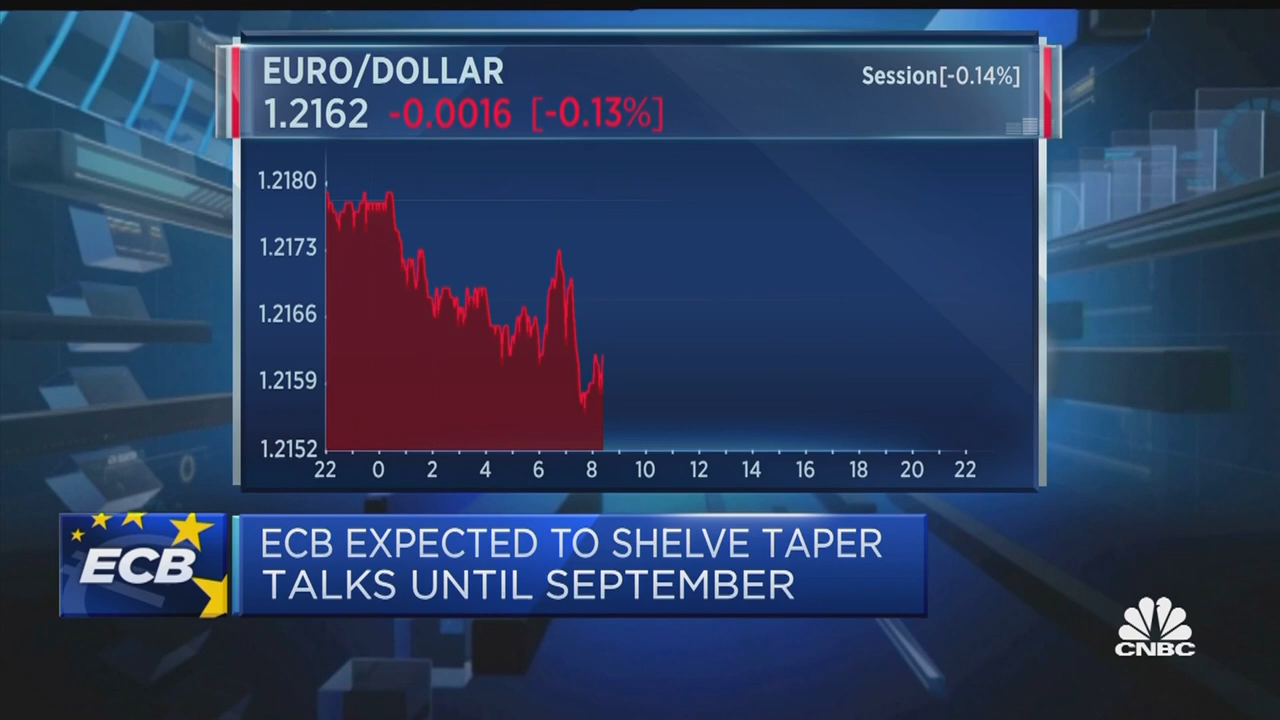 EURO/DOLLAR
Session[-0.14%]
1.2162 -0.0016 [-0.13%]
1.2180
1.2173
1.2166
1.2159
1.2152
22 0 2 4 6 8 10 12 14 16 18 20 22
ECB
ECB EXPECTED TO SHELVE TAPER
TALKS UNTIL SEPTEMBER
CNBC